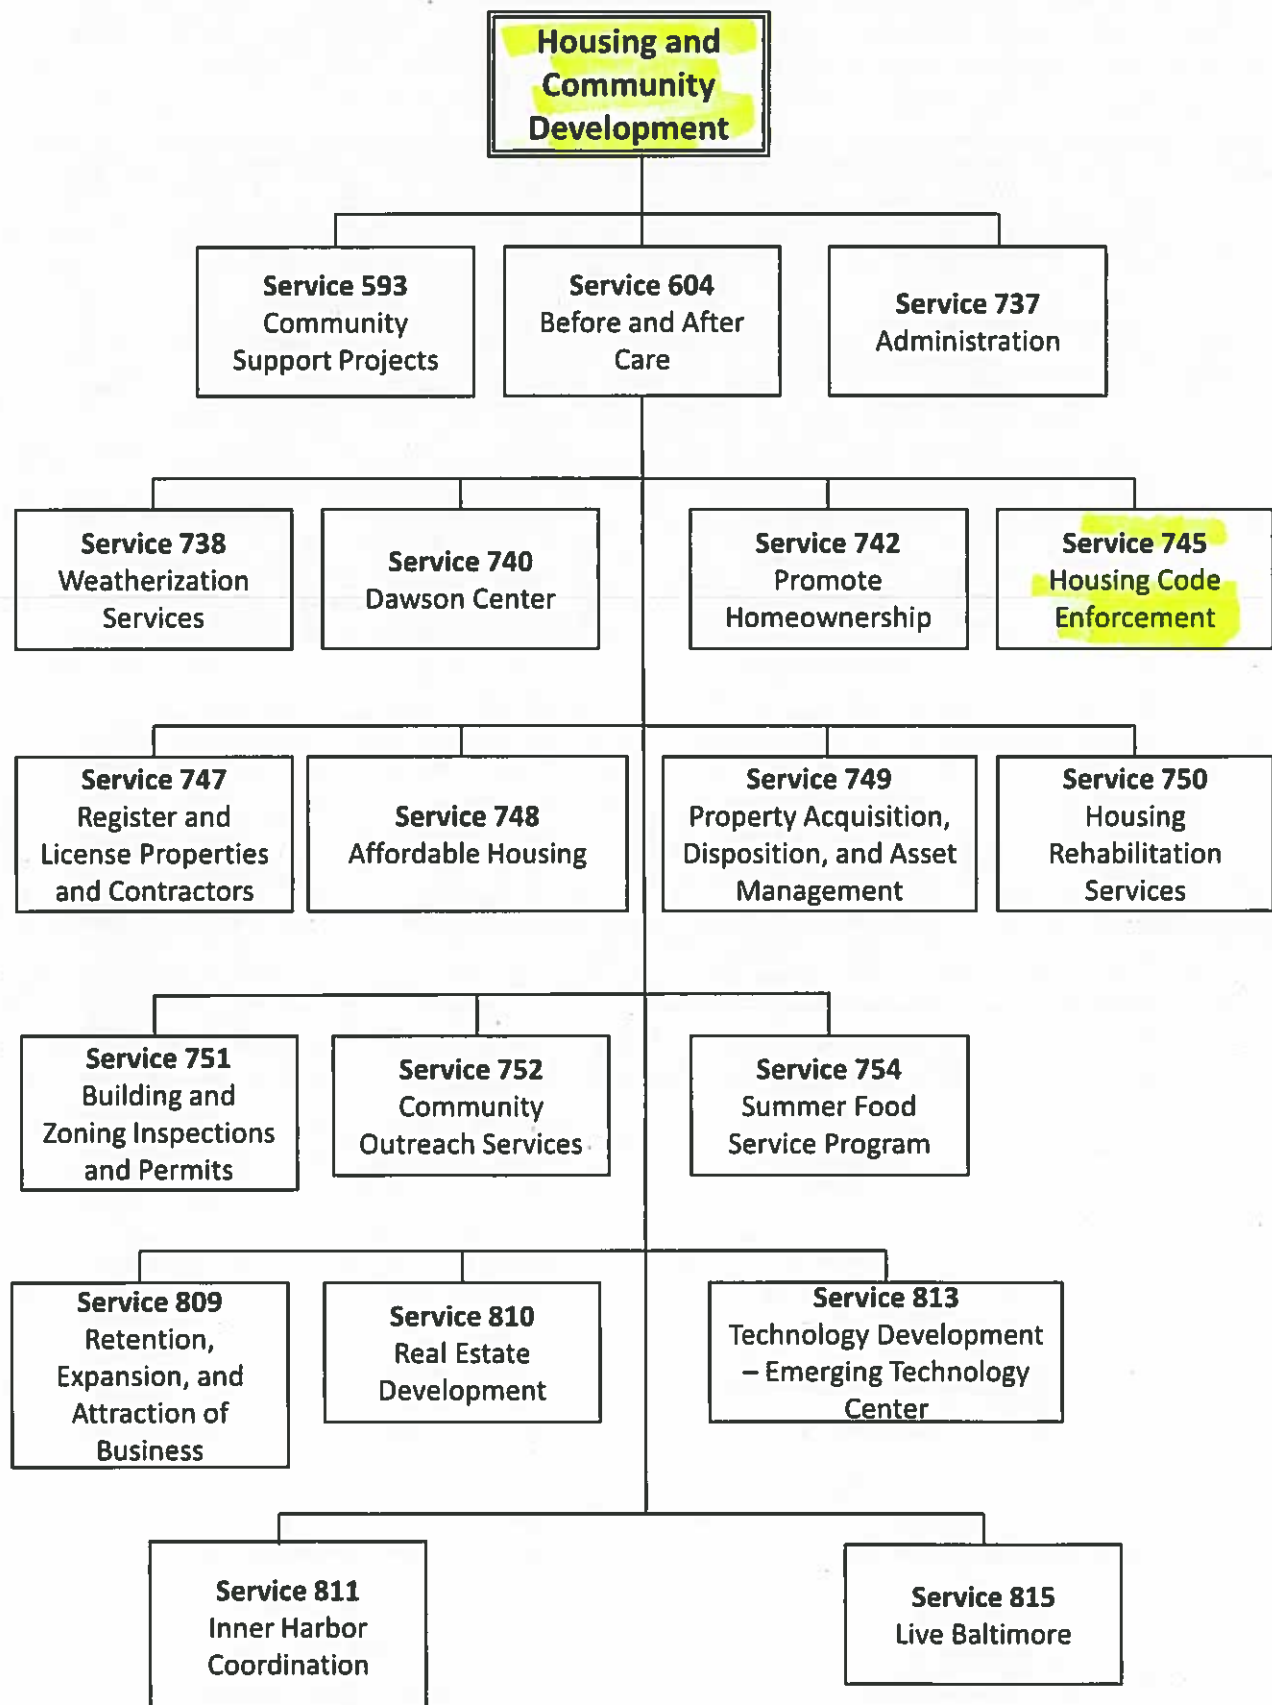 Housing and
Community
Development
Service 593
Community
Support Projects
Service 604
Before and After
Care
Service 737
Administration
Service 738
Weatherization
Services
Service 740
Dawson Center
Service 742
Promote
Homeownership
Service 745
Housing Code
Enforcement
Service 747
Register and
License Properties
and Contractors
Service 748
Affordable Housing
Service 749
Property Acquisition,
Disposition, and Asset
Management
Service 750
Housing
Rehabilitation
Services
Service 751
Building and
Zoning Inspections
and Permits
Service 752
Community
Outreach Services
Service 754
Summer Food
Service Program
Service 809
Retention,
Expansion, and
Attraction of
Business
Service 810
Real Estate
Development
Service 813
Technology Development
– Emerging Technology
Center
Service 811
Inner Harbor
Coordination
Service 815
Live Baltimore